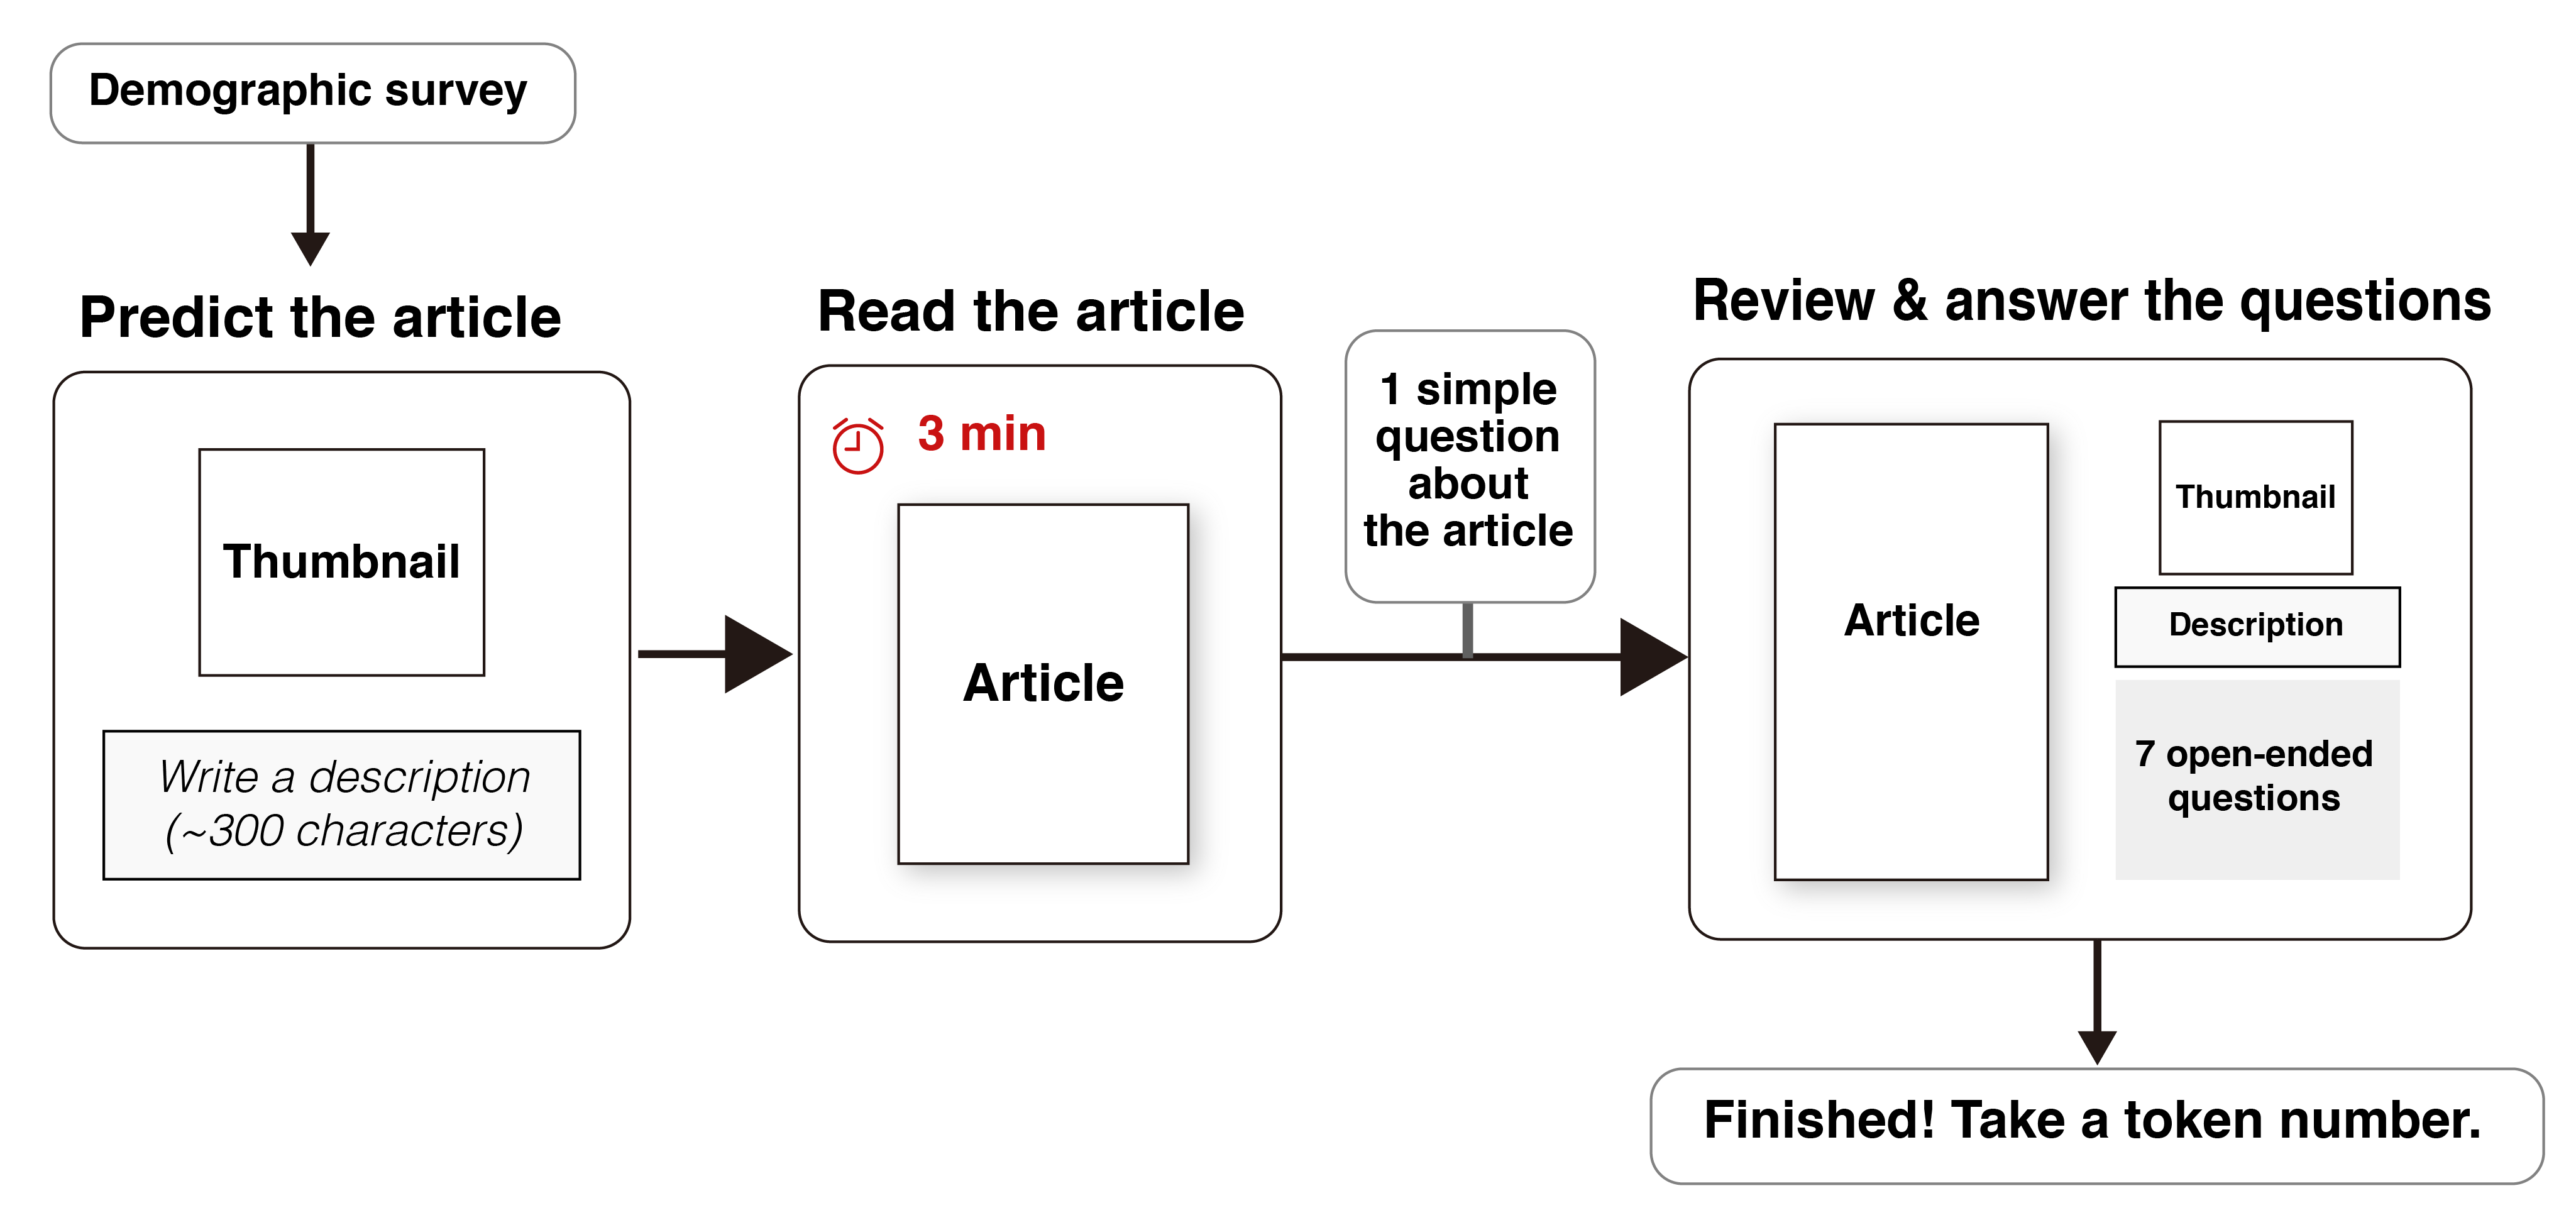 Demographic survey
Predict the article
Thumbnail
Write a description
(~300 characters)
Read the article
3 min
Article
1 simple
question
about
the article
Review & answer the questions
Article
Thumbnail
Description
7 open-ended
questions
Finished! Take a token number.